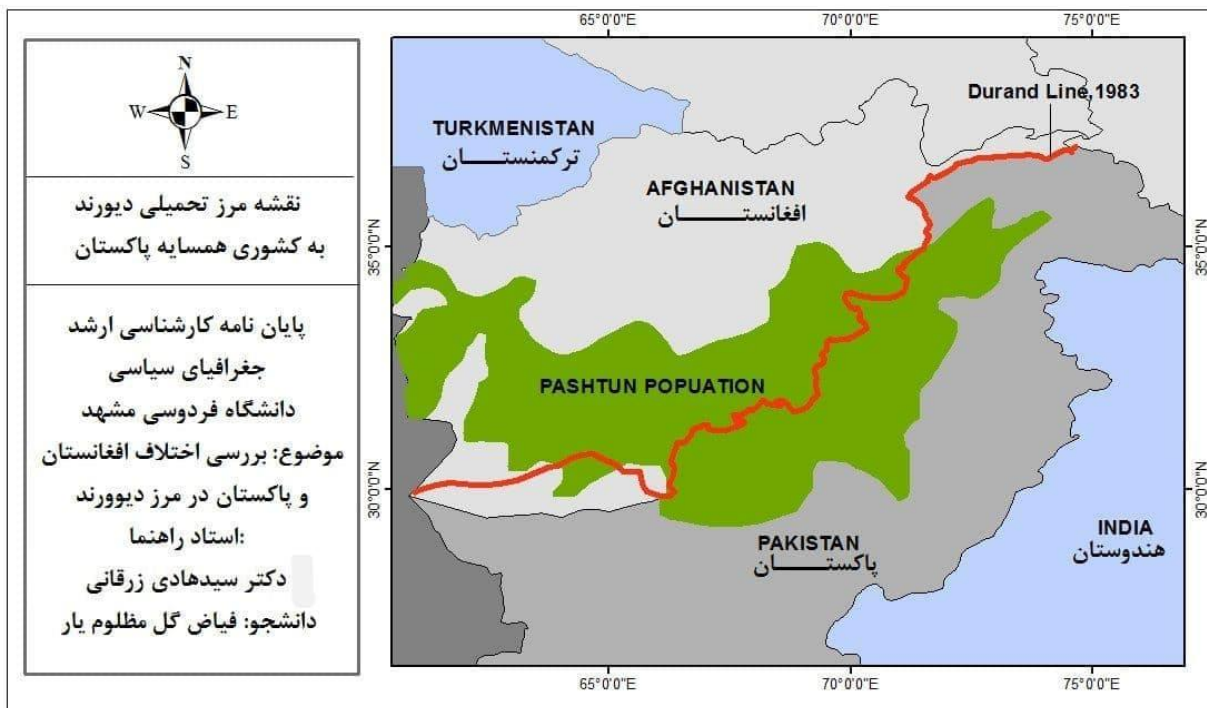 N
W E
S
نقشه مرز تحمیلی دیورند
به کشوری همسایه پاکستان
پایان نامه کارشناسی ارشد
جغرافیای سیاسی
دانشگاه فردوسی مشهد
موضوع: بررسی اختلاف افغانستان
و پاکستان در مرز دیوورند
استاد راهنما:
دکتر سیدهادی زرقانی
دانشجو: فیاض گل مظلوم یار
65°0'0"E 70°0'0"E 75°0'0"E
Durand Line,1983
TURKMENISTAN
ترکمنستـــــان
AFGHANISTAN
افغانستـــــــان
35°0'0"N 35°0'0"N
PASHTUN POPUATION
30°0'0"N 30°0'0"N
PAKISTAN
پاکستـــــــان
INDIA
هندوستان
65°0'0"E 70°0'0"E 75°0'0"E